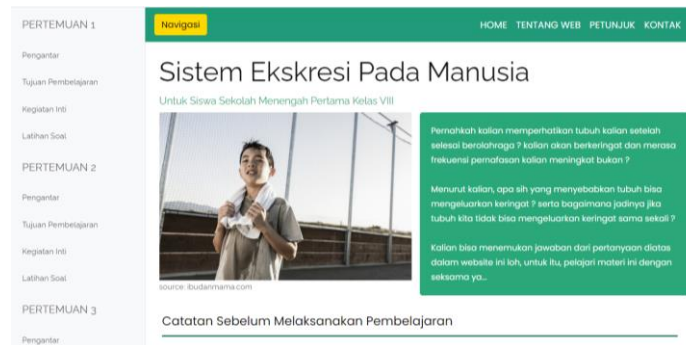 PERTEMUAN 1
Pengantar
Tujuan Pembelajaran
Kegiatan Inti
Latihan Soal
PERTEMUAN 2
Pengantar
Tujuan Pembelajaran
Kegiatan Inti
Latihan Soal
PERTEMUAN 3
Pengantar
Navigasi
HOME TENTANG WEB PETUNJUK KONTAK
Sistem Ekskresi Pada Manusia
Untuk Siswa Sekolah Menengah Pertama Kelas VIII
source: ibudanmama.com
Pernahkah kalian memperhatikan tubuh kalian setelah
selesai berolahraga ? kalian akan berkeringat dan merasa
frekuensi pernafasan kalian meningkat bukan ?
Menurut kalian, apa sih yang menyebabkan tubuh bisa
mengeluarkan keringat ? serta bagaimana jadinya jika
tubuh kita tidak bisa mengeluarkan keringat sama sekali ?
Kalian bisa menemukan jawaban dari pertanyaan diatas
dalam website ini loh, untuk itu, pelajari materi ini dengan
seksama ya...
Catatan Sebelum Melaksanakan Pembelajaran